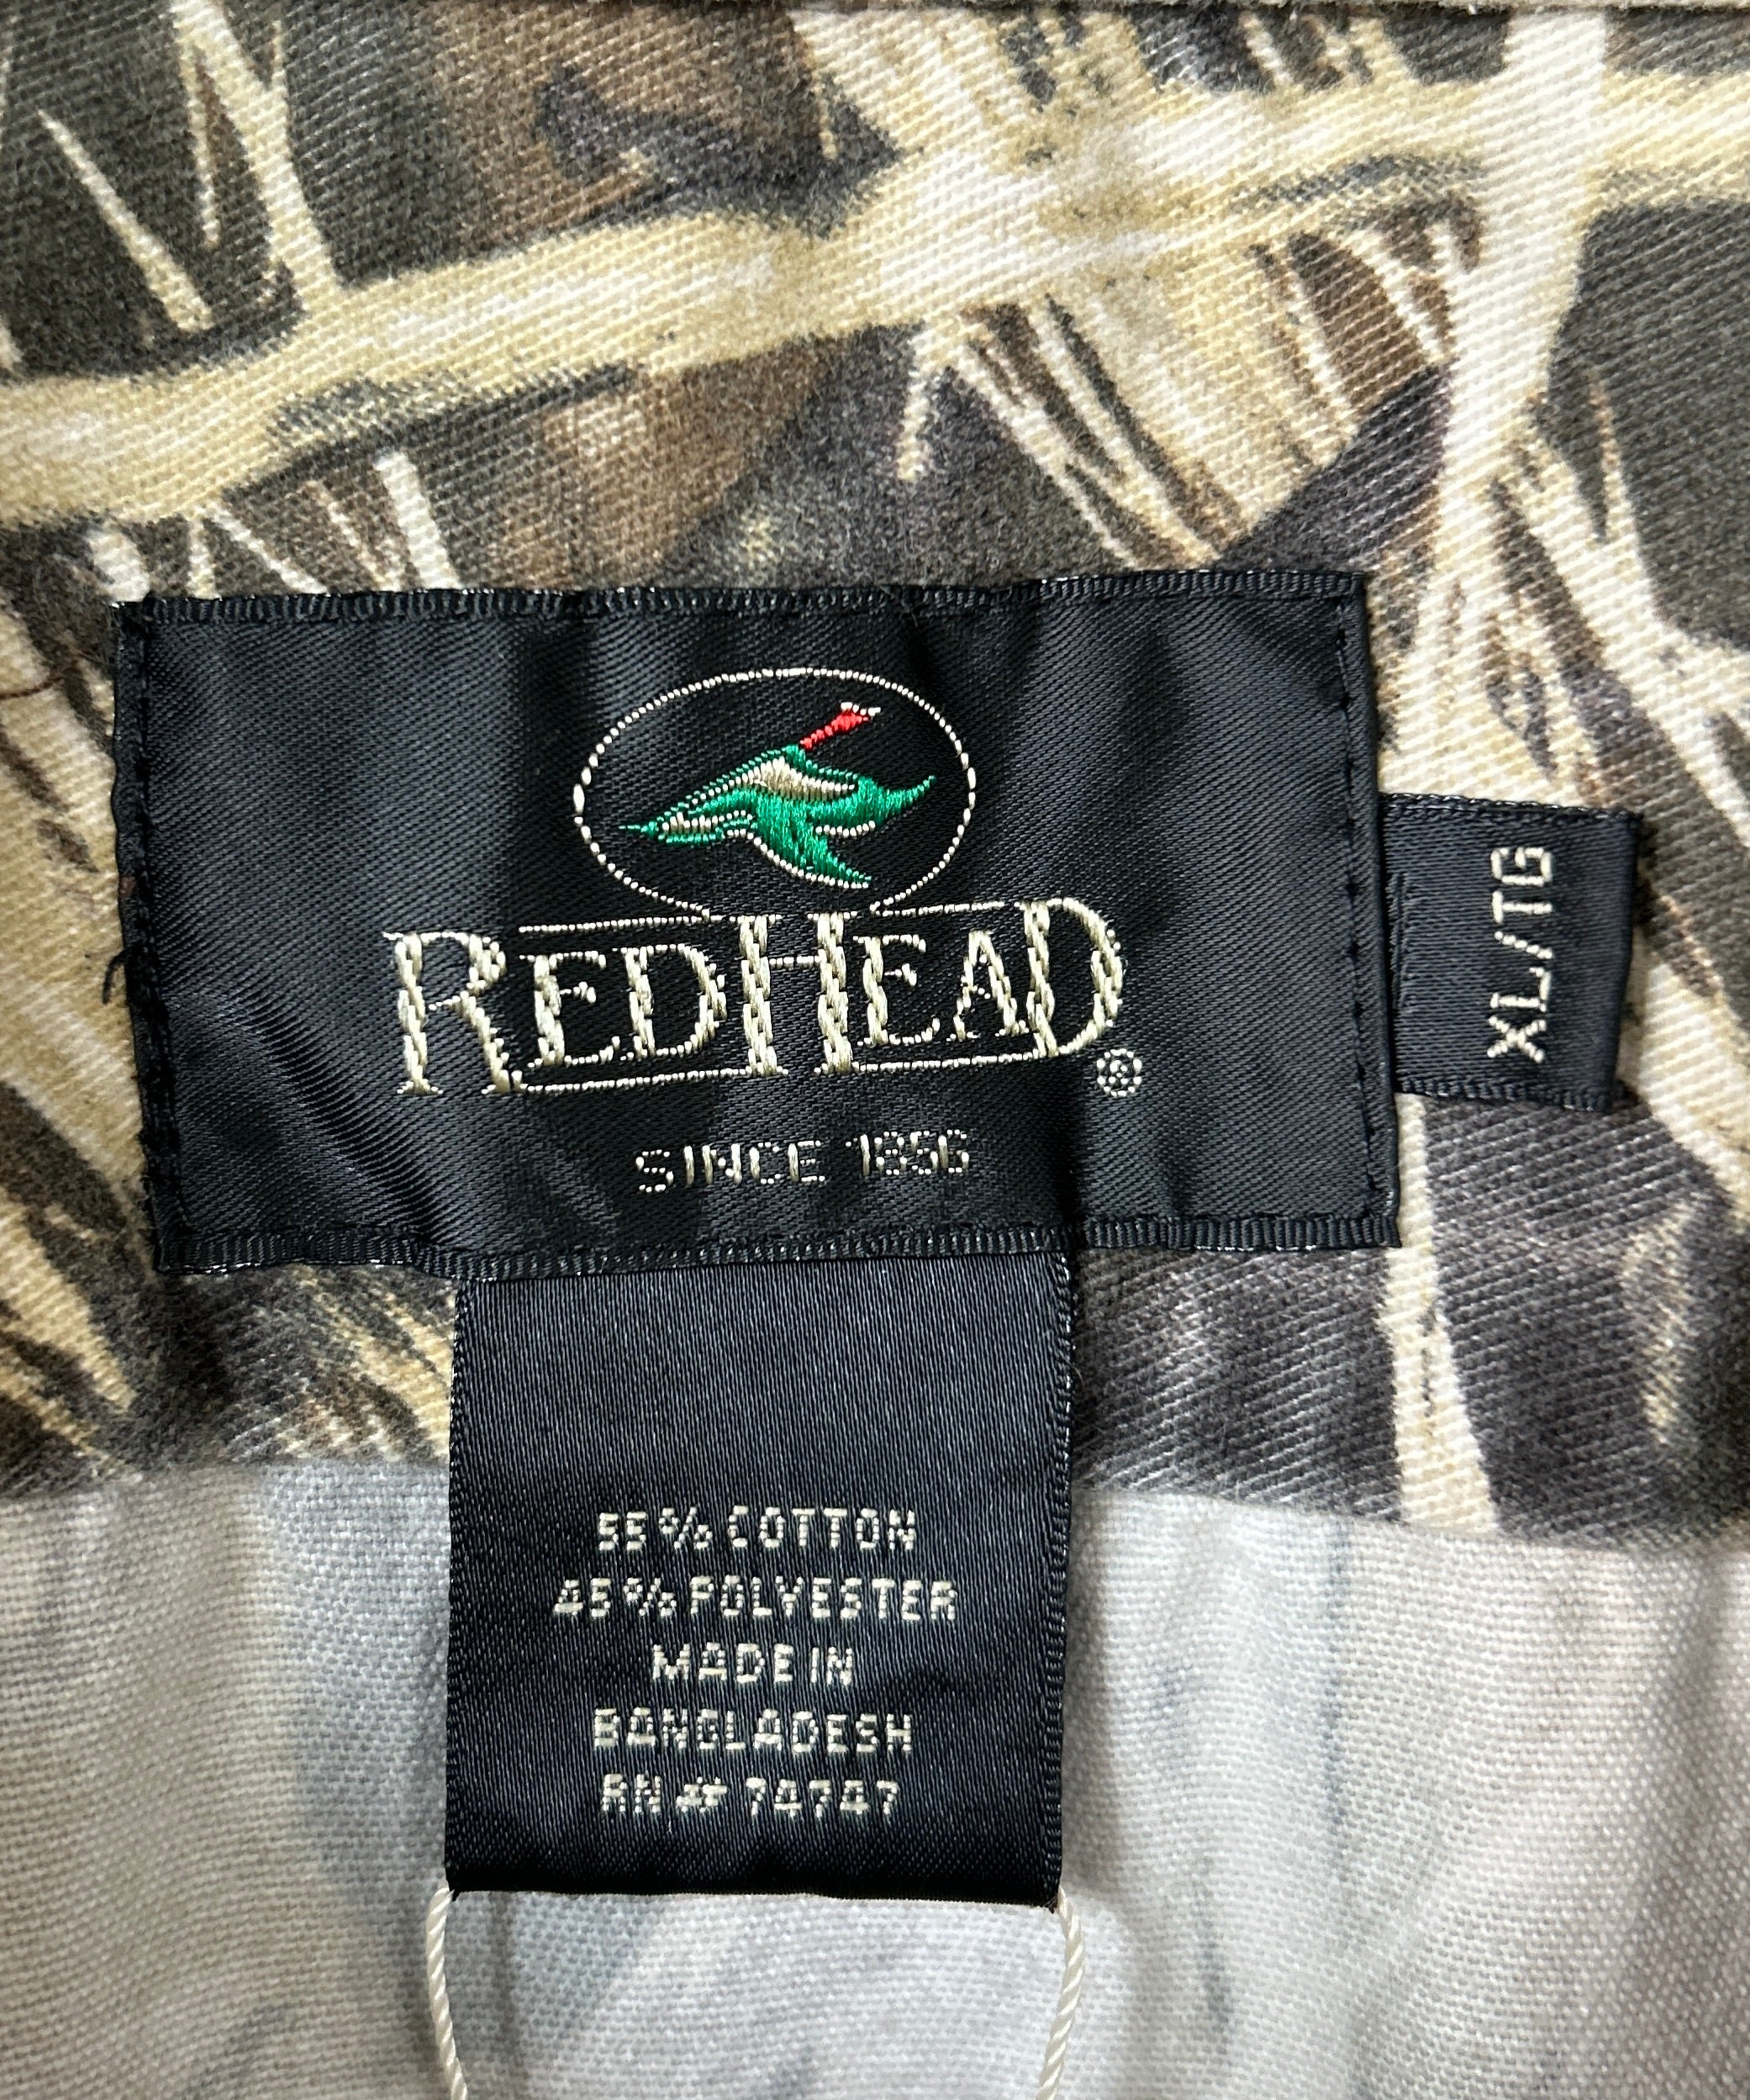 REDHEAD®
SINCE 1856
XL/TG
55% COTTON
45% POLYESTER
MADE IN
BANGLADESH
RN # 74747